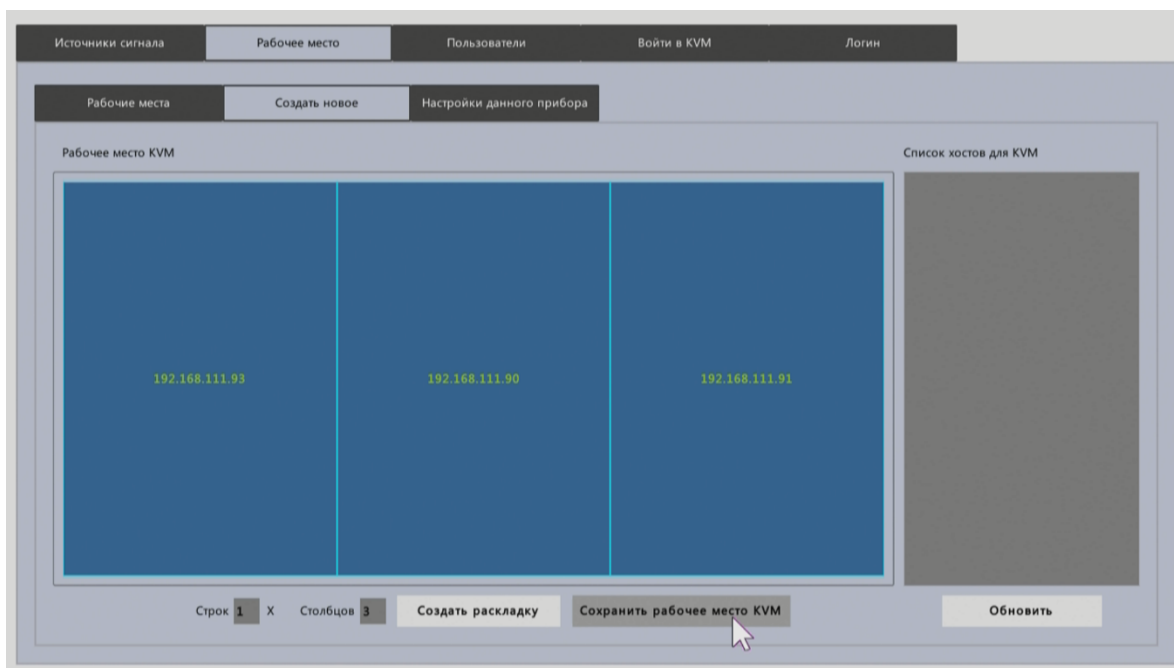 Источники сигнала
Рабочее место
Пользователи
Войти в KVM
Логин
Рабочие места
Создать новое
Настройки данного прибора
Рабочее место KVM
Список хостов для KVM
192.168.111.93
192.168.111.90
192.168.111.91
Строк 1 X Столбцов 3
Создать раскладку
Сохранить рабочее место KVM
Обновить